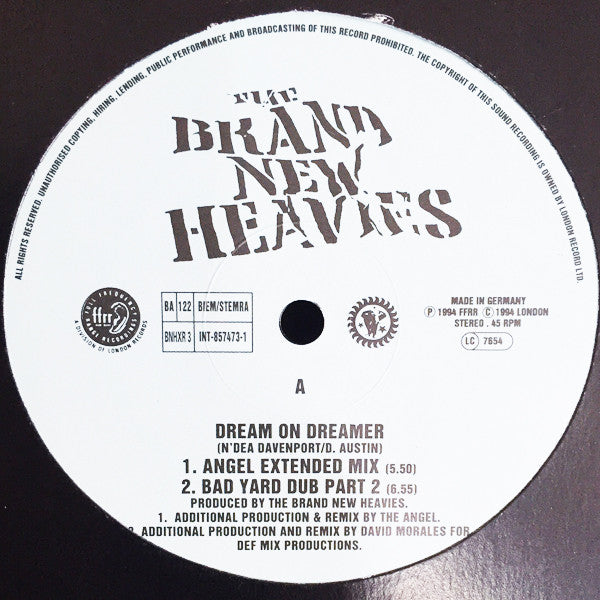 ALL RIGHTS RESERVED. UNAUTHORISED COPYING, HIRING, LENDING, PUBLIC PERFORMANCE AND BROADCASTING OF THIS RECORD PROHIBITED. THE COPYRIGHT OF THIS SOUND RECORDING IS OWNED BY LONDON RECORD LTD.
THE
BRAND
NEW
HEAVIES
FULL FREQUENCY
ffrr
RANGE RECORDINGS
A DIVISION OF LONDON RECORDS
BA 122 BIEM/STEMRA
BNHXR 3 INT-857473-1
MADE IN GERMANY
Ⓟ 1994 FFRR Ⓒ 1994 LONDON
STEREO . 45 RPM
LC 7654
A
DREAM ON DREAMER
(N'DEA DAVENPORT/D. AUSTIN)
1. ANGEL EXTENDED MIX (5.50)
2. BAD YARD DUB PART 2 (6.55)
PRODUCED BY THE BRAND NEW HEAVIES.
1. ADDITIONAL PRODUCTION & REMIX BY THE ANGEL.
2. ADDITIONAL PRODUCTION AND REMIX BY DAVID MORALES FOR
DEF MIX PRODUCTIONS.